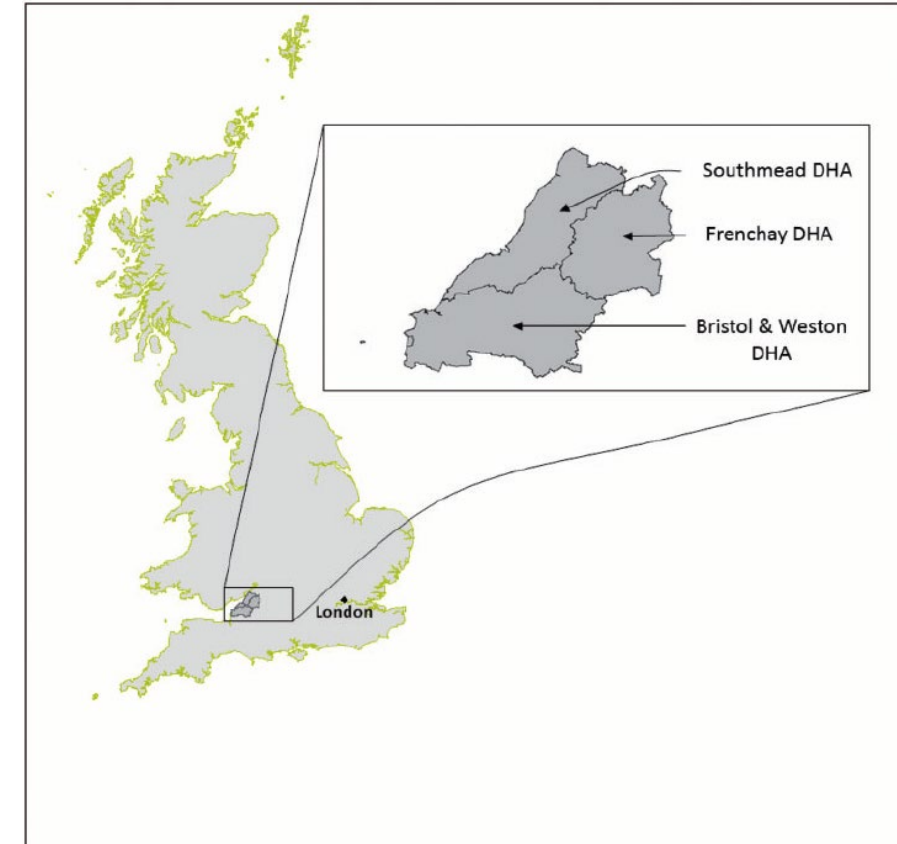 Southmead DHA
Frenchay DHA
Bristol & Weston
DHA
London